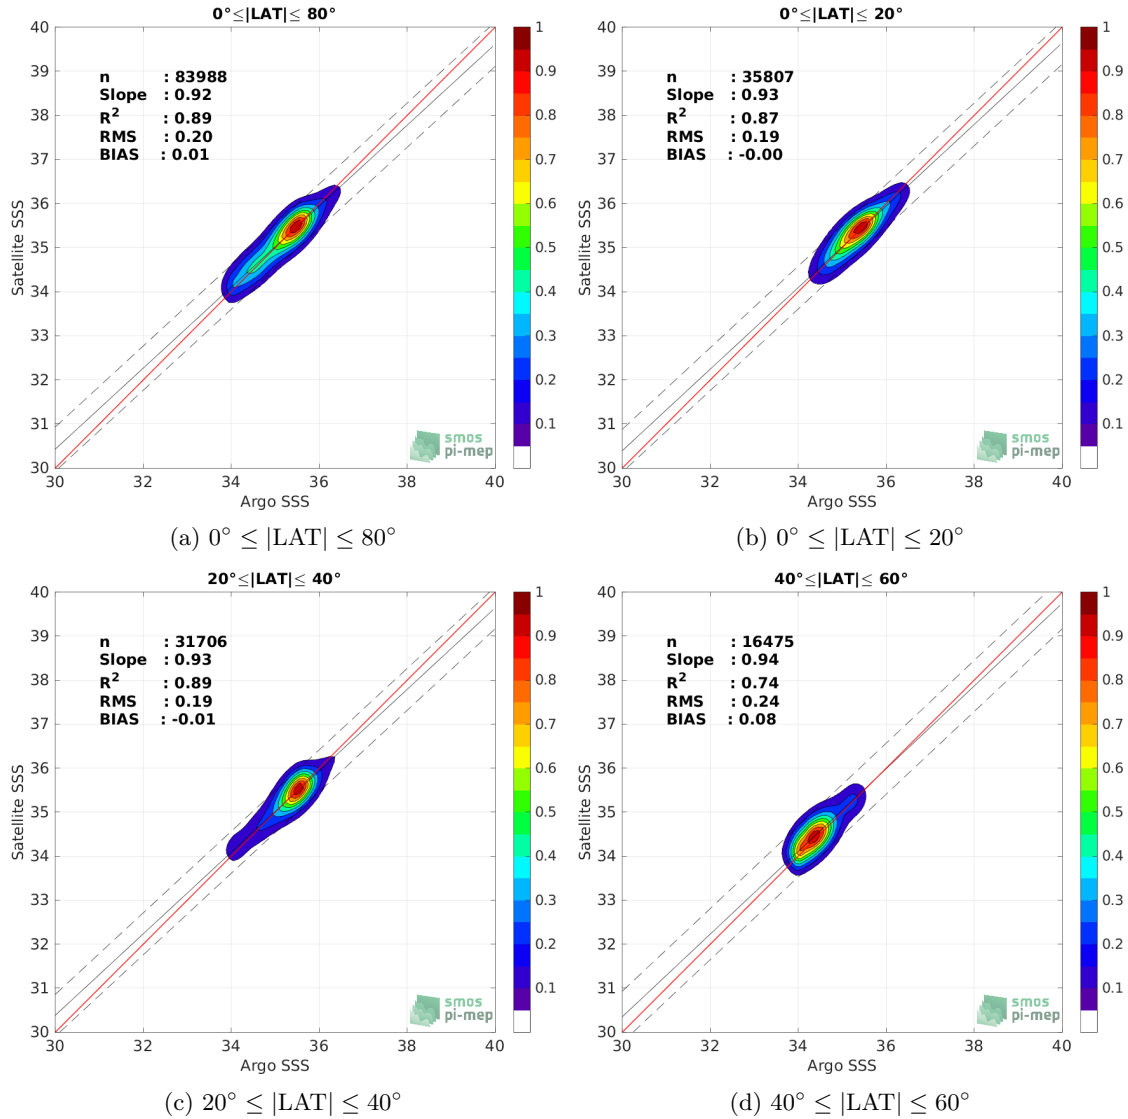 0°≤|LAT|≤ 80°
n : 83988
Slope : 0.92
R² : 0.89
RMS : 0.20
BIAS : 0.01
40
39
38
37
36
35
34
33
32
31
30
30 32 34 36 38 40
Satellite SSS
Argo SSS
1
0.9
0.8
0.7
0.6
0.5
0.4
0.3
0.2
0.1
smos
pi-mep
(a) 0° ≤ |LAT| ≤ 80°
0°≤|LAT|≤ 20°
n : 35807
Slope : 0.93
R² : 0.87
RMS : 0.19
BIAS : -0.00
40
39
38
37
36
35
34
33
32
31
30
30 32 34 36 38 40
Satellite SSS
Argo SSS
1
0.9
0.8
0.7
0.6
0.5
0.4
0.3
0.2
0.1
smos
pi-mep
(b) 0° ≤ |LAT| ≤ 20°
20°≤|LAT|≤ 40°
n : 31706
Slope : 0.93
R² : 0.89
RMS : 0.19
BIAS : -0.01
40
39
38
37
36
35
34
33
32
31
30
30 32 34 36 38 40
Satellite SSS
Argo SSS
1
0.9
0.8
0.7
0.6
0.5
0.4
0.3
0.2
0.1
smos
pi-mep
(c) 20° ≤ |LAT| ≤ 40°
40°≤|LAT|≤ 60°
n : 16475
Slope : 0.94
R² : 0.74
RMS : 0.24
BIAS : 0.08
40
39
38
37
36
35
34
33
32
31
30
30 32 34 36 38 40
Satellite SSS
Argo SSS
1
0.9
0.8
0.7
0.6
0.5
0.4
0.3
0.2
0.1
smos
pi-mep
(d) 40° ≤ |LAT| ≤ 60°